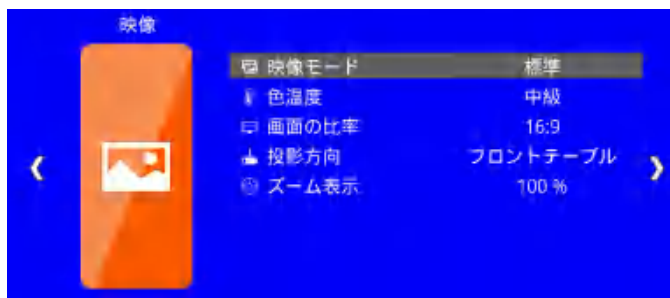 映像
映像モード 標準
色温度 中級
画面の比率 16:9
投影方向 フロントテーブル
ズーム表示 100 %